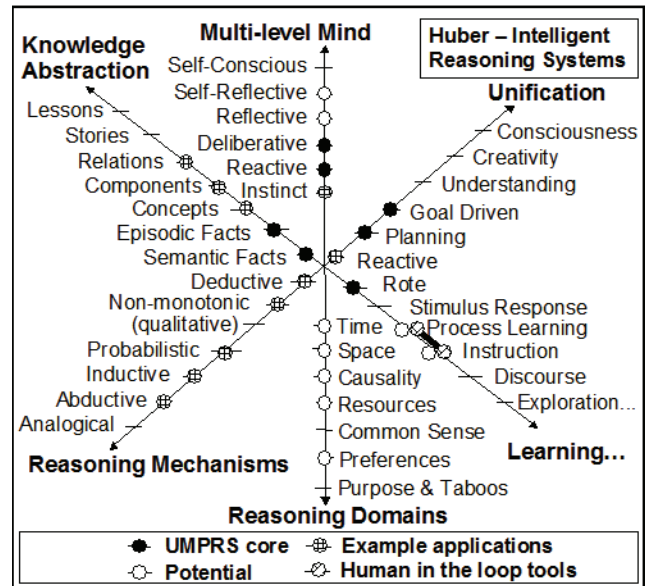 Multi-level Mind
Huber – Intelligent
Reasoning Systems
Knowledge
Abstraction
Unification
Self-Conscious
Self-Reflective
Reflective
Deliberative
Reactive
Instinct
Lessons
Stories
Relations
Components
Concepts
Episodic Facts
Semantic Facts
Consciousness
Creativity
Understanding
Goal Driven
Planning
Reactive
Deductive
Non-monotonic
(qualitative)
Probabilistic
Inductive
Abductive
Analogical
Reasoning Mechanisms
Time
Space
Causality
Resources
Common Sense
Preferences
Purpose & Taboos
Reasoning Domains
Rote
Stimulus Response
Process Learning
Instruction
Discourse
Exploration...
Learning...
UMPRS core
Example applications
Potential
Human in the loop tools